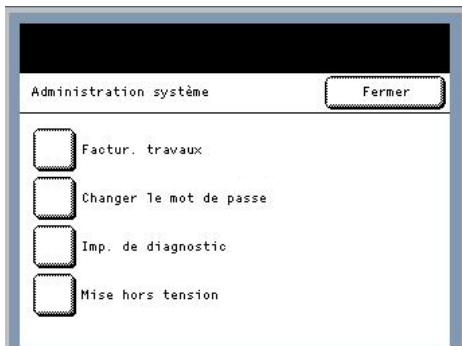 Administration système
Fermer
Factur. travaux
Changer le mot de passe
Imp. de diagnostic
Mise hors tension